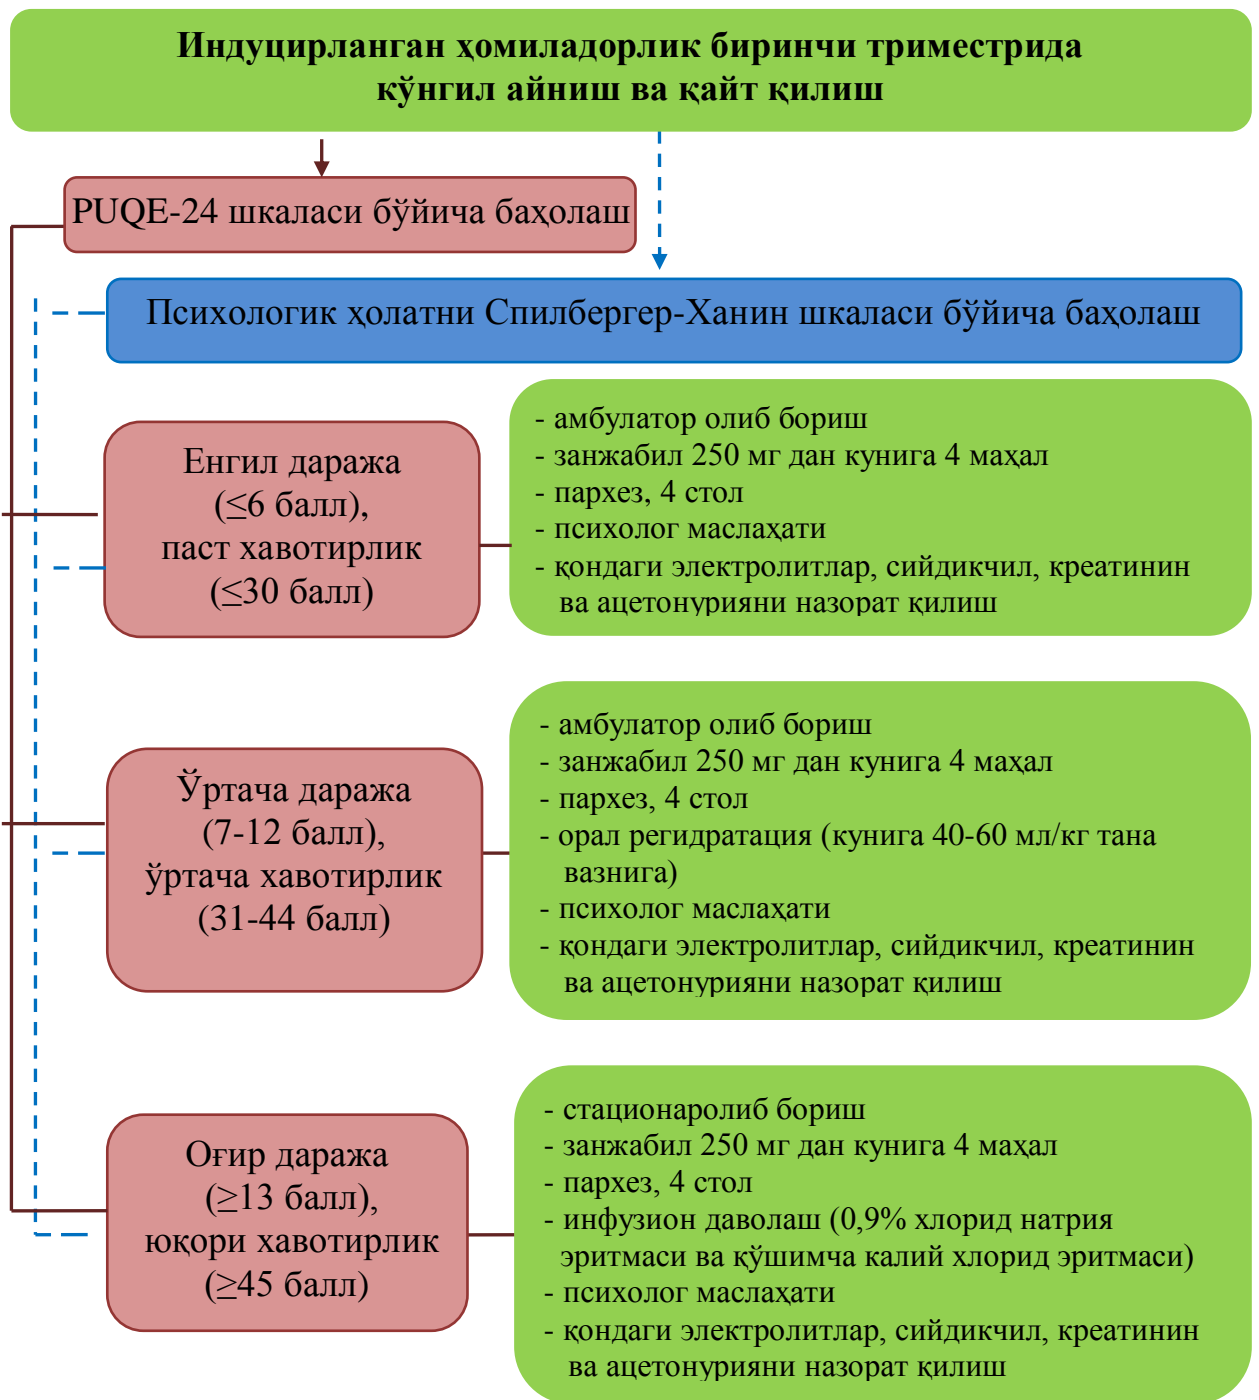 Индуцирланган ҳомиладорлик биринчи триместрида
кўнгил айниш ва қайт қилиш
PUQE-24 шкаласи бўйича баҳолаш
Психологик ҳолатни Спилбергер-Ханин шкаласи бўйича баҳолаш
Енгил даража
(≤6 балл),
паст хавотирлик
(≤30 балл)
- амбулатор олиб бориш
- занжабил 250 мг дан кунига 4 маҳал
- пархез, 4 стол
- психолог маслаҳати
- қондаги электролитлар, сийдикчил, креатинин
ва ацетонурияни назорат қилиш
Ўртача даража
(7-12 балл),
ўртача хавотирлик
(31-44 балл)
- амбулатор олиб бориш
- занжабил 250 мг дан кунига 4 маҳал
- пархез, 4 стол
- орал регидратация (кунига 40-60 мл/кг тана
вазнига)
- психолог маслаҳати
- қондаги электролитлар, сийдикчил, креатинин
ва ацетонурияни назорат қилиш
Оғир даража
(≥13 балл),
юқори хавотирлик
(≥45 балл)
- стационаролиб бориш
- занжабил 250 мг дан кунига 4 маҳал
- пархез, 4 стол
- инфузион даволаш (0,9% хлорид натрия
эритмаси ва қўшимча калий хлорид эритмаси)
- психолог маслаҳати
- қондаги электролитлар, сийдикчил, креатинин
ва ацетонурияни назорат қилиш